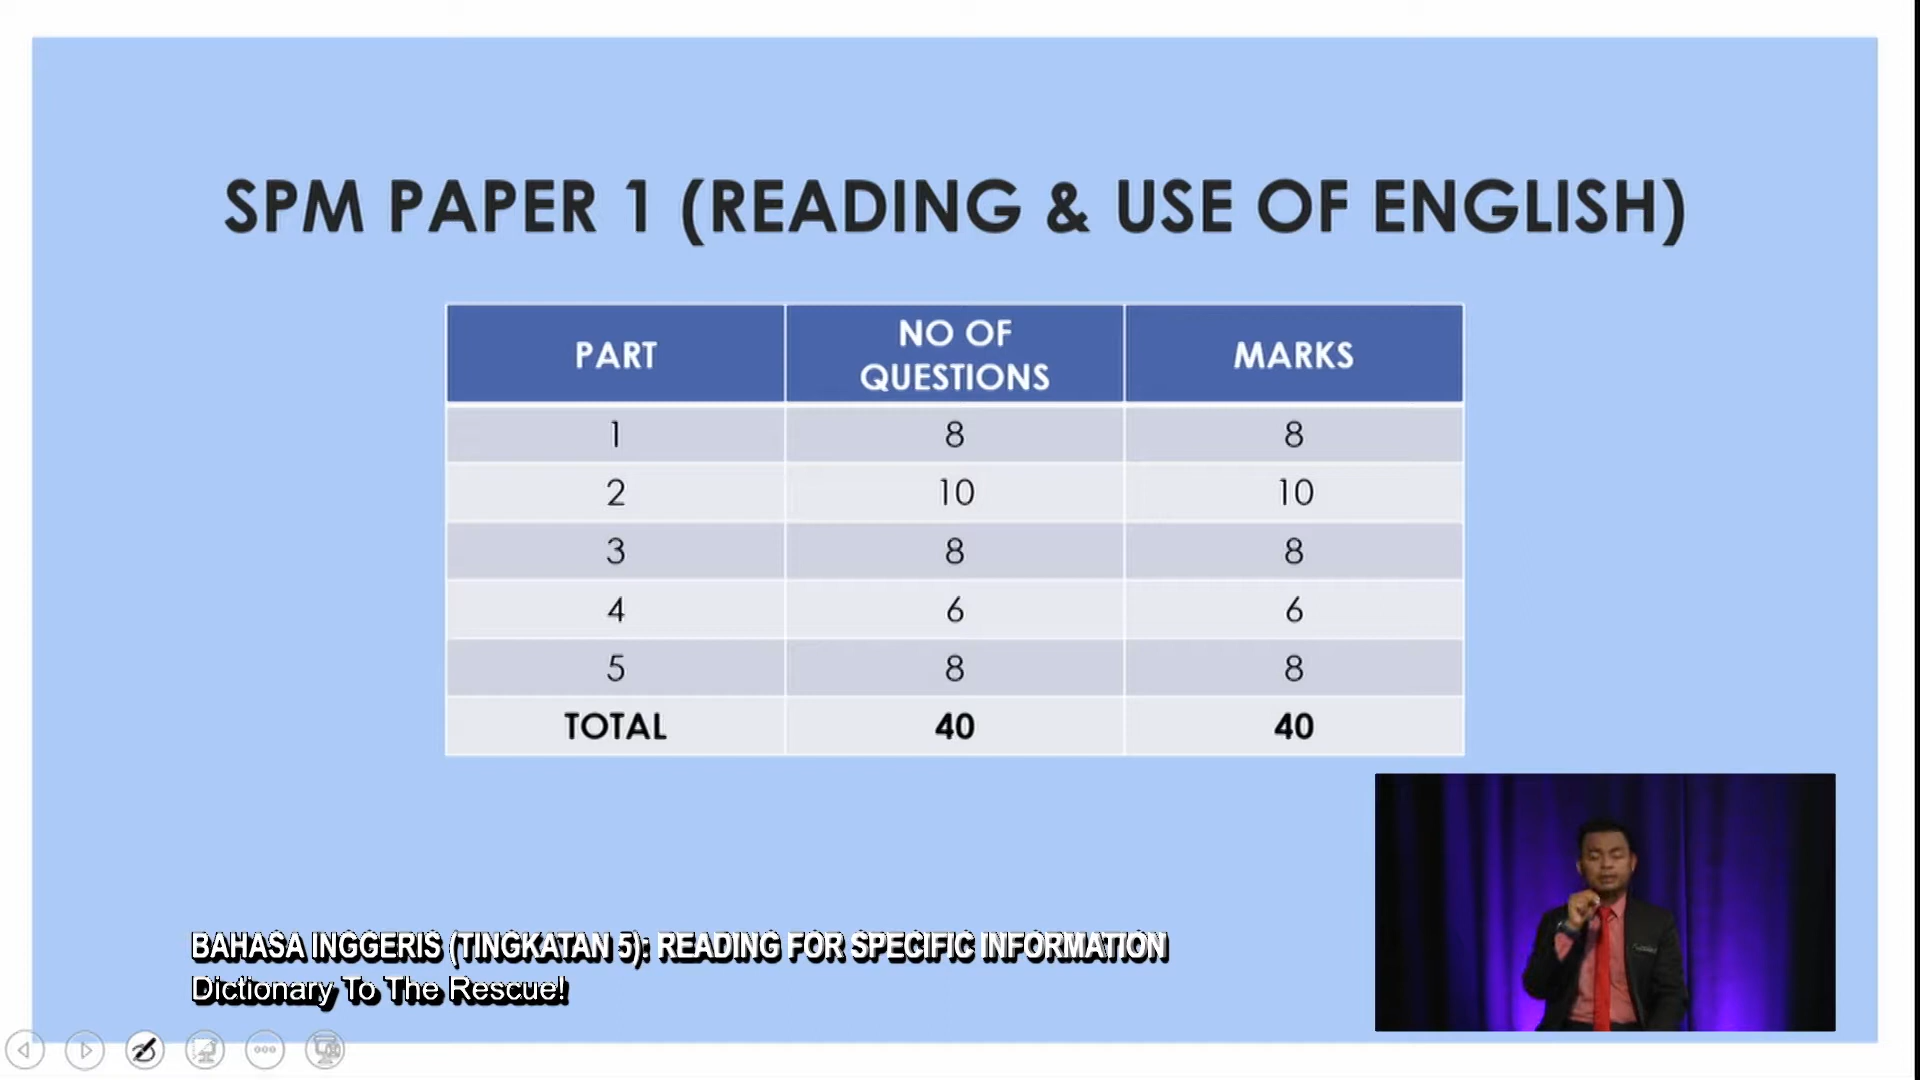 SPM PAPER 1 (READING & USE OF ENGLISH)
PART NO OF QUESTIONS MARKS
1 8 8
2 10 10
3 8 8
4 6 6
5 8 8
TOTAL 40 40
BAHASA INGGERIS (TINGKATAN 5): READING FOR SPECIFIC INFORMATION
Dictionary To The Rescue!